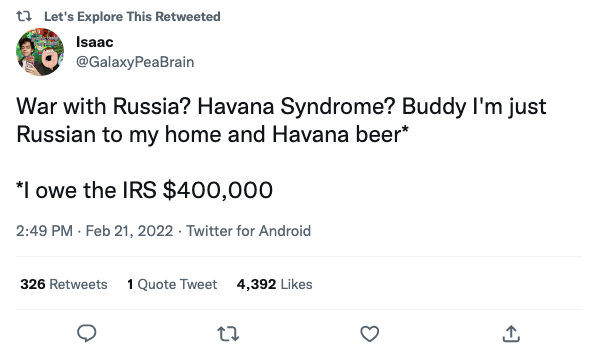 Let's Explore This Retweeted
Isaac
@GalaxyPeaBrain
War with Russia? Havana Syndrome? Buddy I'm just
Russian to my home and Havana beer*
*I owe the IRS $400,000
2:49 PM · Feb 21, 2022 · Twitter for Android
326 Retweets 1 Quote Tweet 4,392 Likes